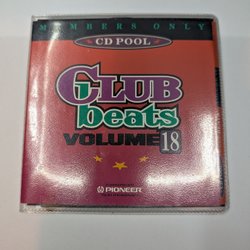 MEMBERS ONLY
CD POOL
CLUB
beats
VOLUME 18
PIONEER